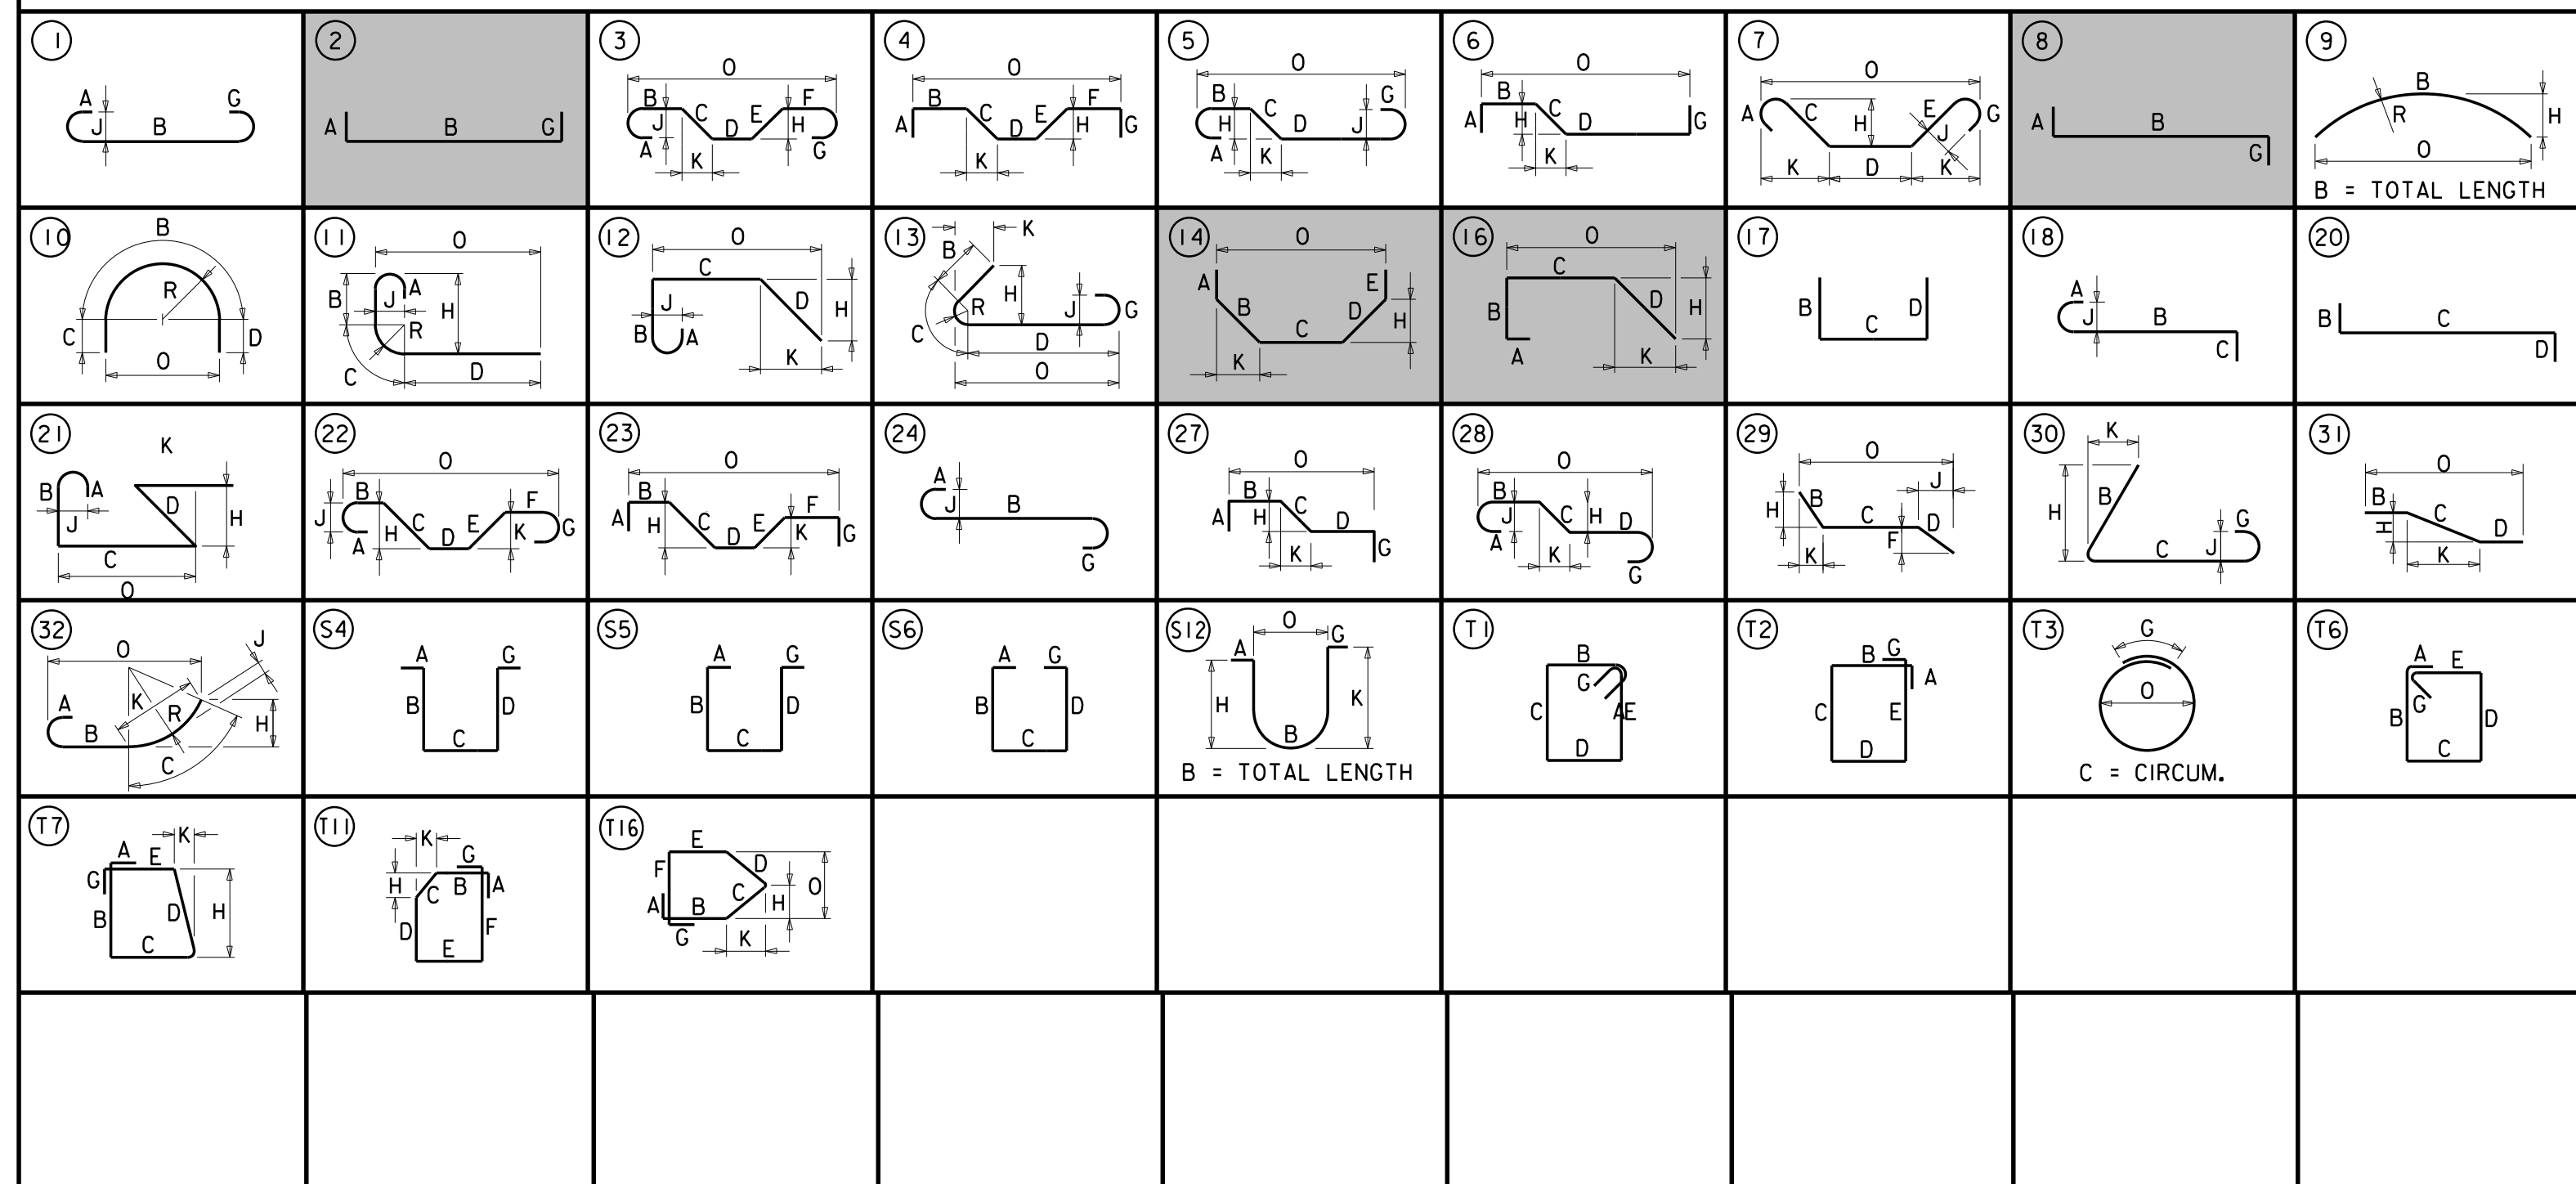 1
A G
J B
2
A B G
3
O
B C E F
J D H
A K G
4
O
B C E F
A D H G
K
5
O
B C G
H D J
A K
6
O
B C
A H D G
K
7
O
A C H E G
J
K D K
8
A B
G
9
B
R H
O
B = TOTAL LENGTH
10
B
R
C D
O
11
O
B J A H
R
C D
12
O
C
J D H
B A
K
13
K
B
H
R J G
C D
O
14
O
A E
B D H
C
K
16
O
C
B D H
A K
17
B C D
18
A
J B
C
20
B C
D
21
K
B A D
J H
C
O
22
O
B F
J H C E K G
A D
23
O
B F
A H C E K G
D
24
A
J B
G
27
O
B C
A H D
K G
28
O
B
J C H D
A K
G
29
O
J
H B C D
F
K
30
K
H B
G
C J
31
O
B C
H D
K
32
O J
K
A R H
B
C
S4
A G
B D
C
S5
A G
B D
C
S6
A G
B D
C
S12
O
A G
H K
B
B = TOTAL LENGTH
T1
B
G
C AE
D
T2
B G
A
C E
D
T3
G
O
C = CIRCUM.
T6
A E
G
B D
C
T7
K
A E
G
B D H
C
T11
K
G
H C B A
D F
E
T16
E
F D
O
C H
A B
G K